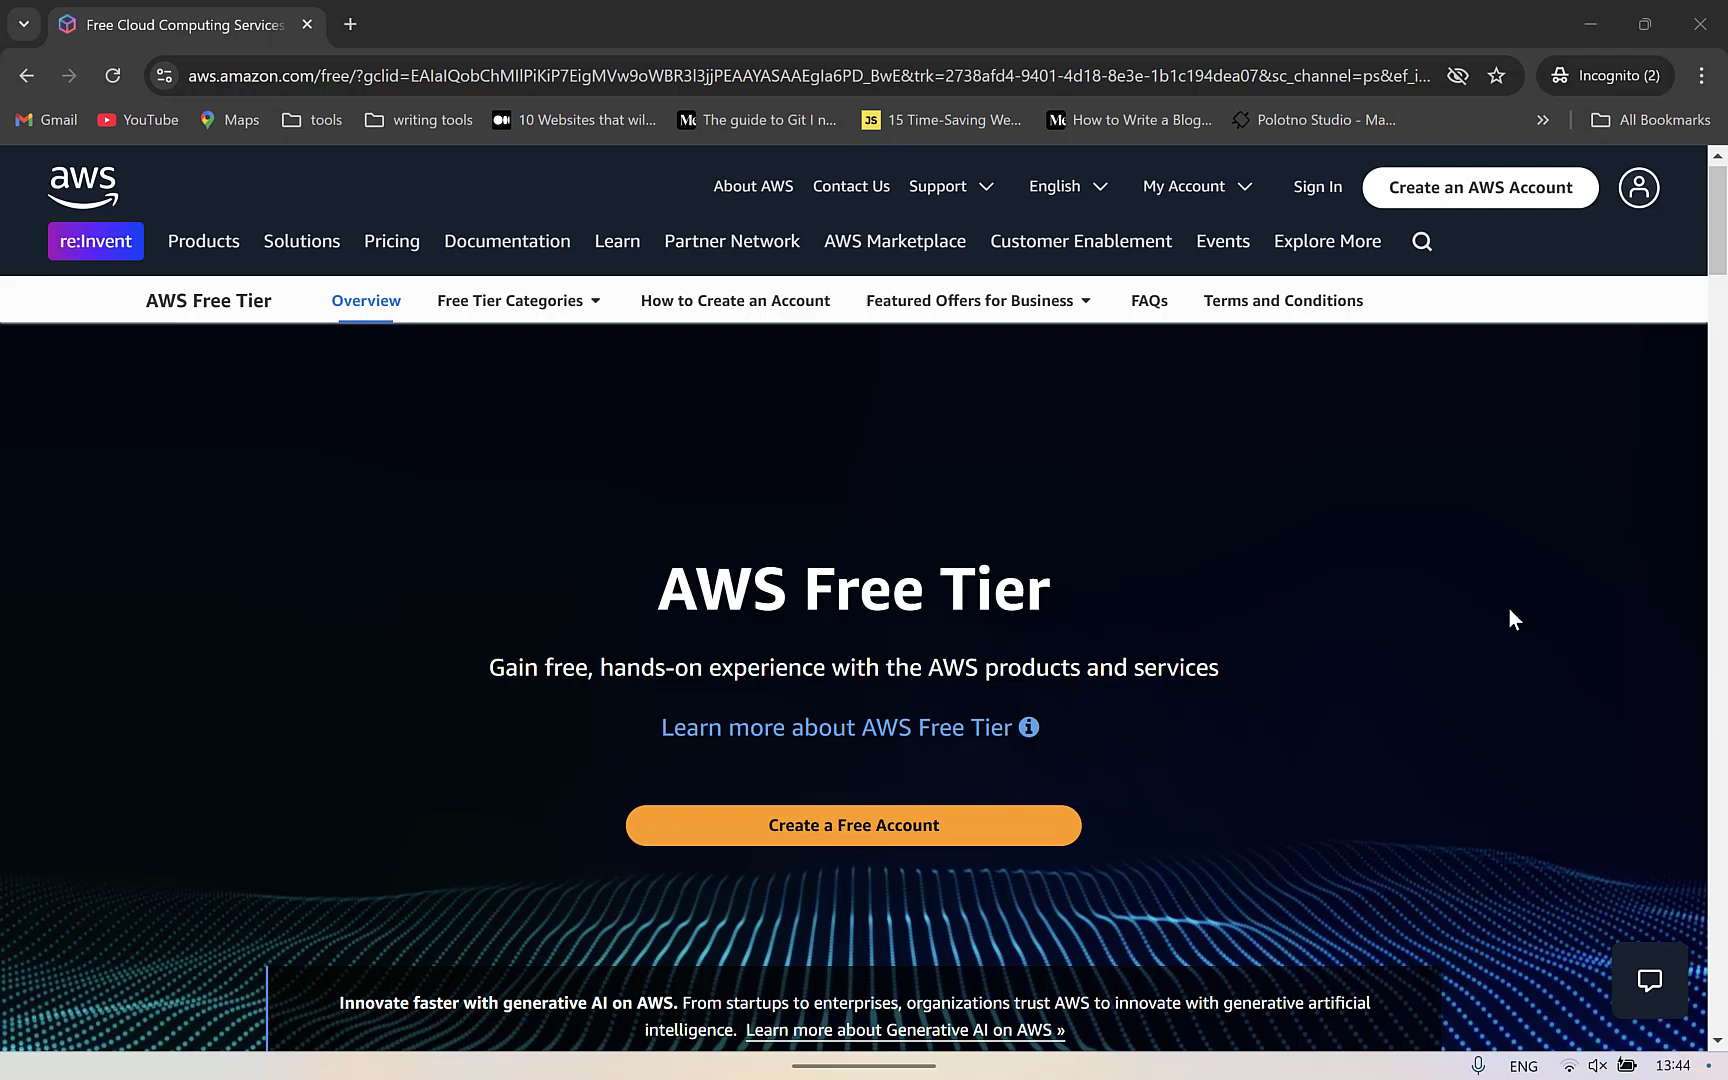 Free Cloud Computing Services
aws.amazon.com/free/?gclid=EAIaIQobChMIlPiKiP7EigMVw9oWBR3l3jjPEAAYASAAEgIa6PD_BwE&trk=2738afd4-9401-4d18-8e3e-1b1c194dea07&sc_channel=ps&ef_i...
Incognito (2)
Gmail
YouTube
Maps
tools
writing tools
10 Websites that wil...
The guide to Git I n...
JS
15 Time-Saving We...
How to Write a Blog...
Polotno Studio - Ma...
All Bookmarks
aws
About AWS
Contact Us
Support
English
My Account
Sign In
Create an AWS Account
re:Invent
Products
Solutions
Pricing
Documentation
Learn
Partner Network
AWS Marketplace
Customer Enablement
Events
Explore More
AWS Free Tier
Overview
Free Tier Categories
How to Create an Account
Featured Offers for Business
FAQs
Terms and Conditions
AWS Free Tier
Gain free, hands-on experience with the AWS products and services
Learn more about AWS Free Tier
Create a Free Account
Innovate faster with generative AI on AWS. From startups to enterprises, organizations trust AWS to innovate with generative artificial
intelligence. Learn more about Generative AI on AWS »
ENG
13:44